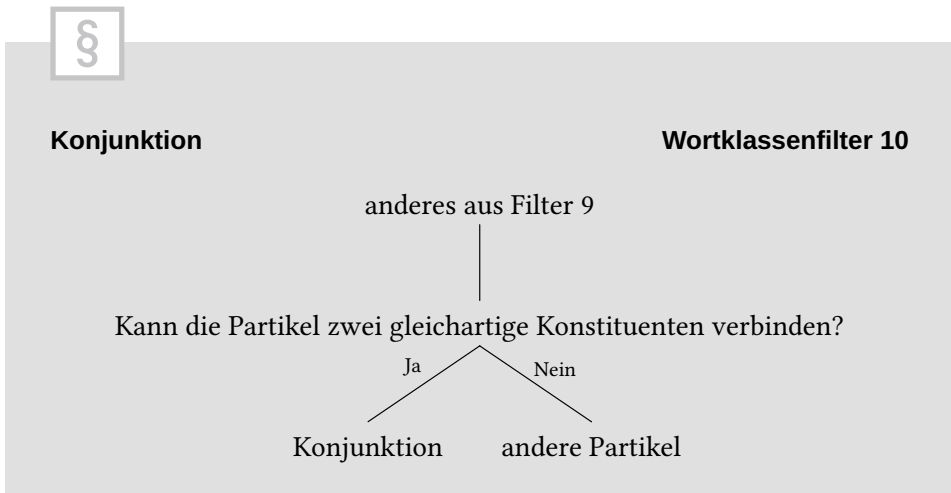 §
Konjunktion Wortklassenfilter 10
anderes aus Filter 9
Kann die Partikel zwei gleichartige Konstituenten verbinden?
Ja Nein
Konjunktion andere Partikel